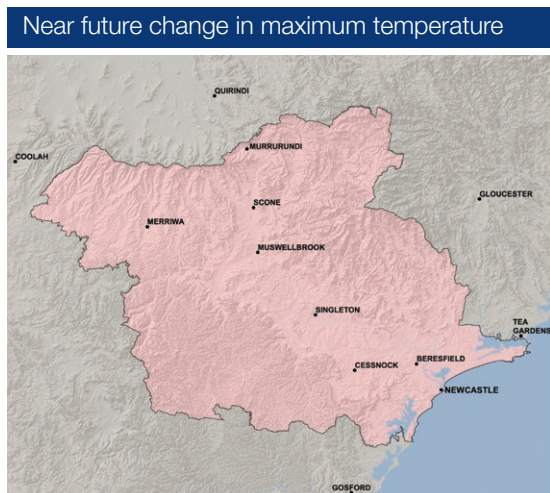 Near future change in maximum temperature
QUIRINDI
COOLAH
MURRURUNDI
GLOUCESTER
SCONE
MERRIWA
MUSWELLBROOK
SINGLETON
TEA
GARDENS
BERESFIELD
CESSNOCK
NEWCASTLE
GOSFORD